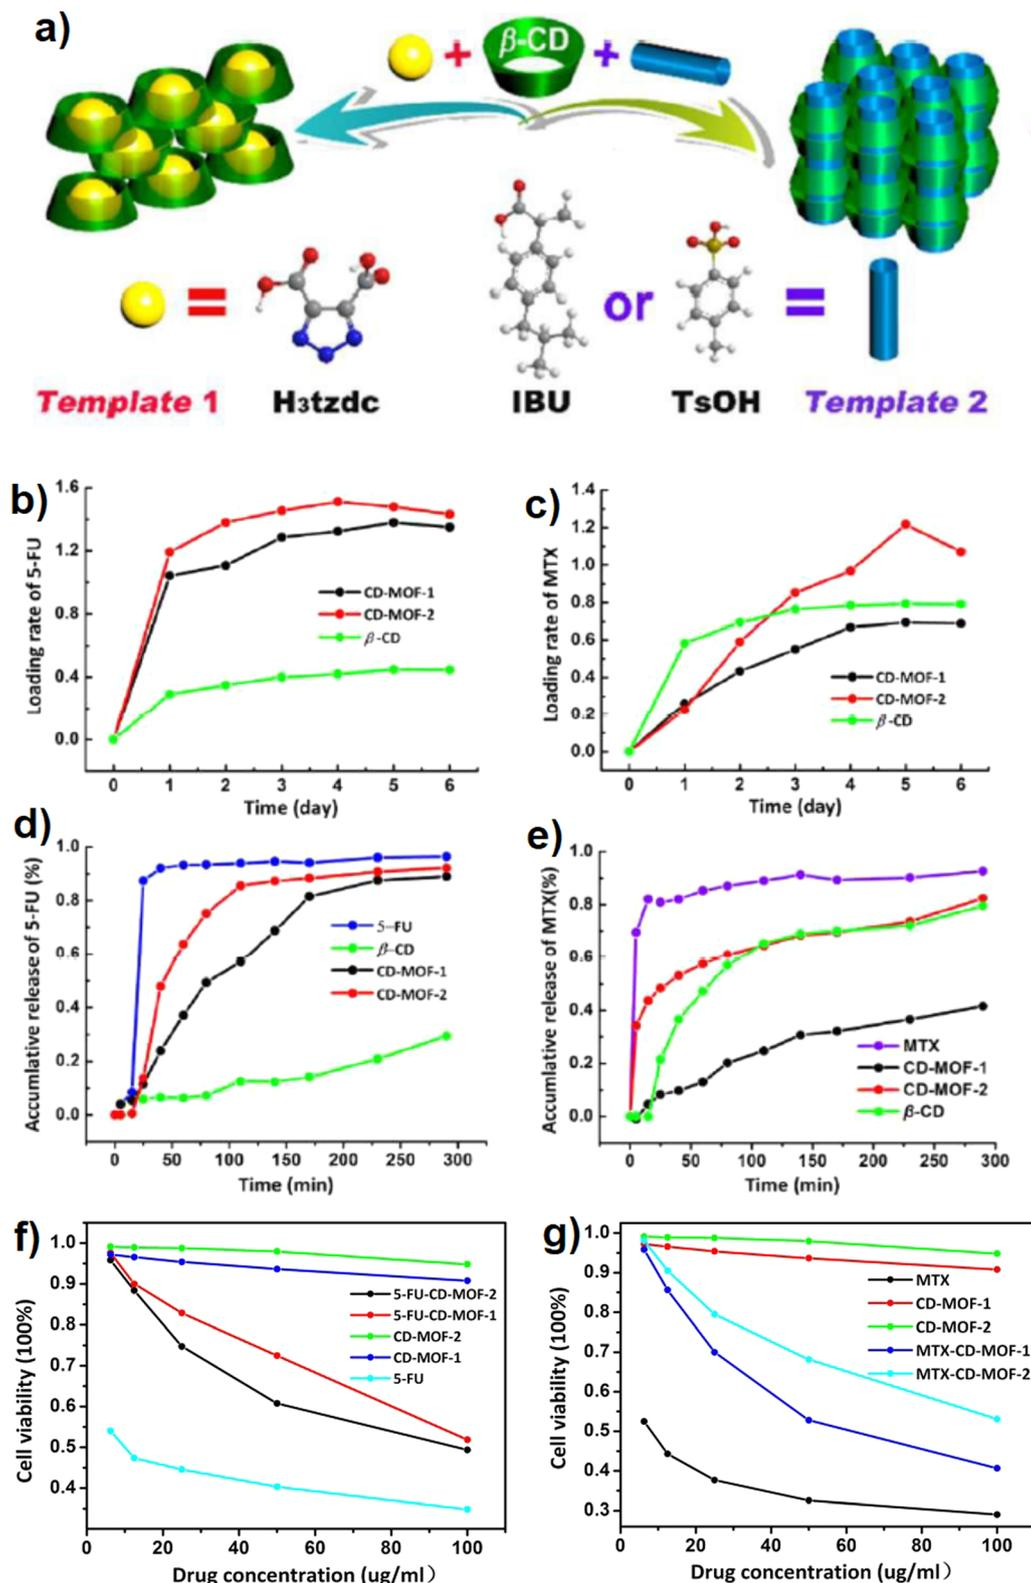 a)
β-CD
+ +
= or =
Template 1 H3tzdc IBU TsOH Template 2
b)
Loading rate of 5-FU
1.6
1.2
0.8
0.4
0.0
CD-MOF-1
CD-MOF-2
β-CD
0 1 2 3 4 5 6
Time (day)
c)
Loading rate of MTX
1.4
1.2
1.0
0.8
0.6
0.4
0.2
0.0
CD-MOF-1
CD-MOF-2
β-CD
0 1 2 3 4 5 6
Time (day)
d)
Accumlative release of 5-FU (%)
1.0
0.8
0.6
0.4
0.2
0.0
5-FU
β-CD
CD-MOF-1
CD-MOF-2
0 50 100 150 200 250 300
Time (min)
e)
Accumlative release of MTX(%)
1.0
0.8
0.6
0.4
0.2
0.0
MTX
CD-MOF-1
CD-MOF-2
β-CD
0 50 100 150 200 250 300
Time (min)
f)
Cell viability (100%)
1.0
0.9
0.8
0.7
0.6
0.5
0.4
5-FU-CD-MOF-2
5-FU-CD-MOF-1
CD-MOF-2
CD-MOF-1
5-FU
0 20 40 60 80 100
Drug concentration (ug/ml)
g)
Cell viability (100%)
1.0
0.9
0.8
0.7
0.6
0.5
0.4
0.3
MTX
CD-MOF-1
CD-MOF-2
MTX-CD-MOF-1
MTX-CD-MOF-2
0 20 40 60 80 100
Drug concentration (ug/ml)